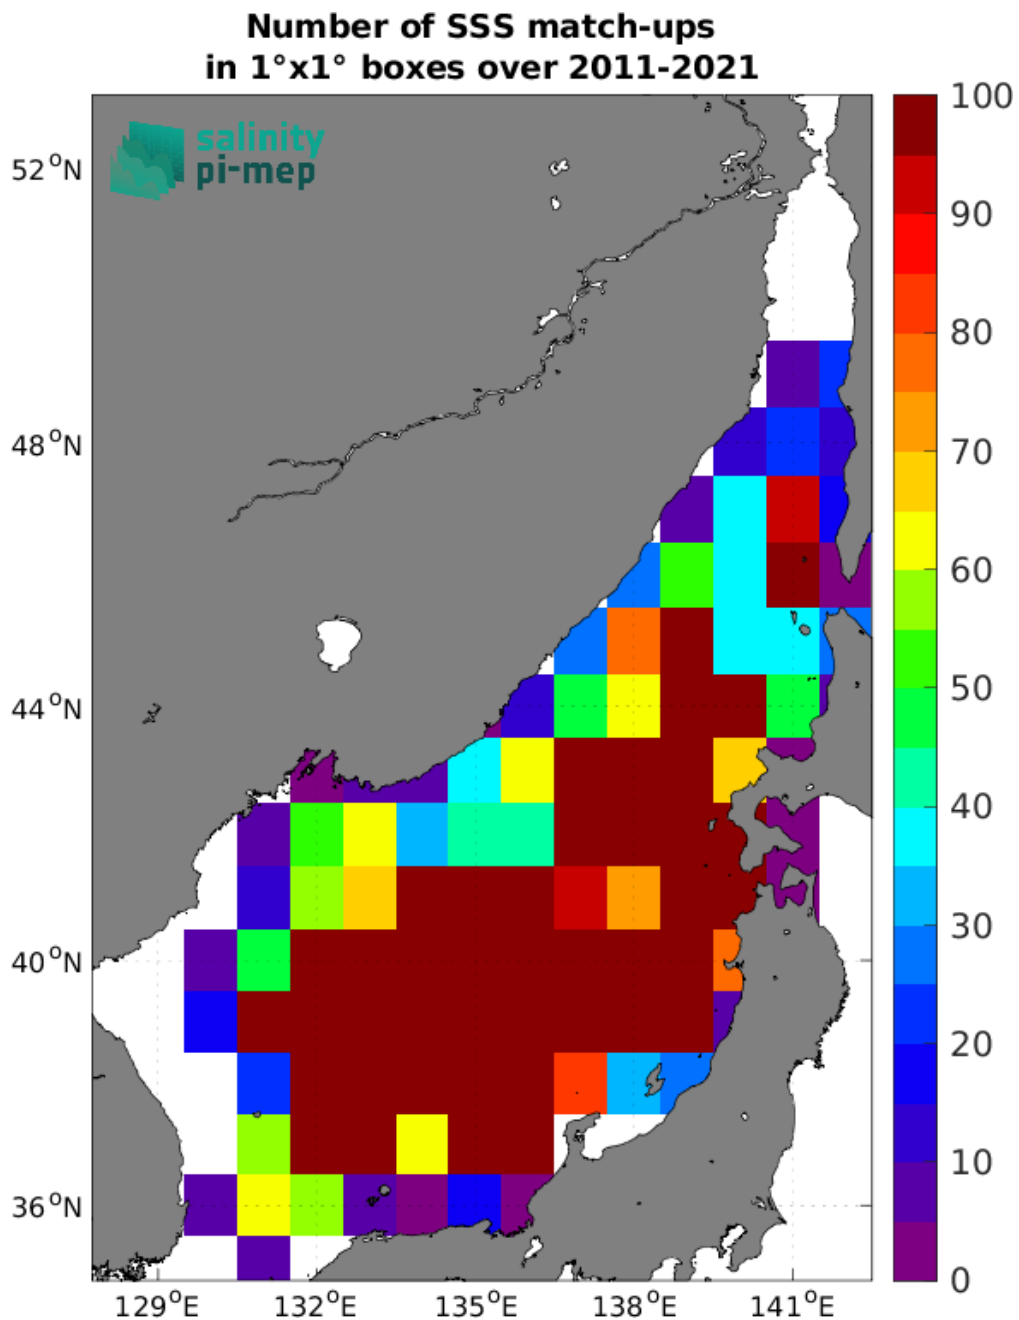 Number of SSS match-ups
in 1°x1° boxes over 2011-2021
salinity
pi-mep
52°N
48°N
44°N
40°N
36°N
129°E
132°E
135°E
138°E
141°E
100
90
80
70
60
50
40
30
20
10
0